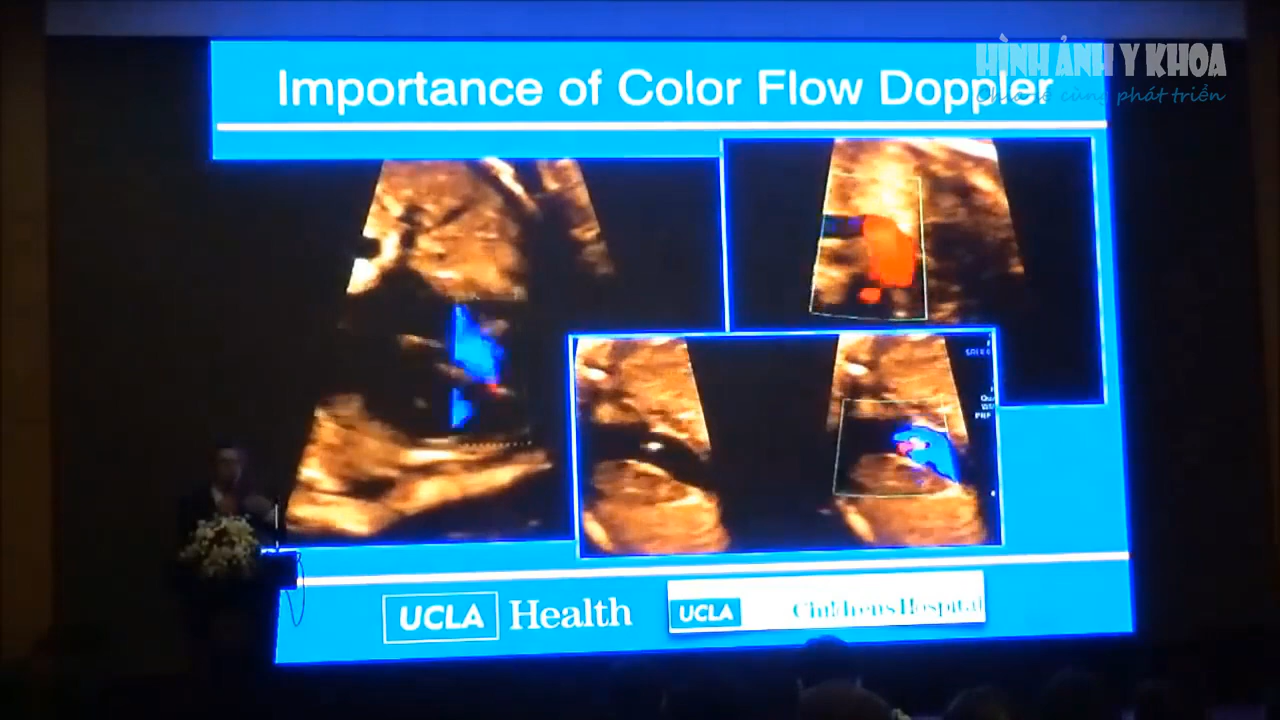 HÌNH ẢNH Y KHOA
Importance of Color Flow Doppler
cùng phát triển
UCLA Health
UCLA Children's Hospital